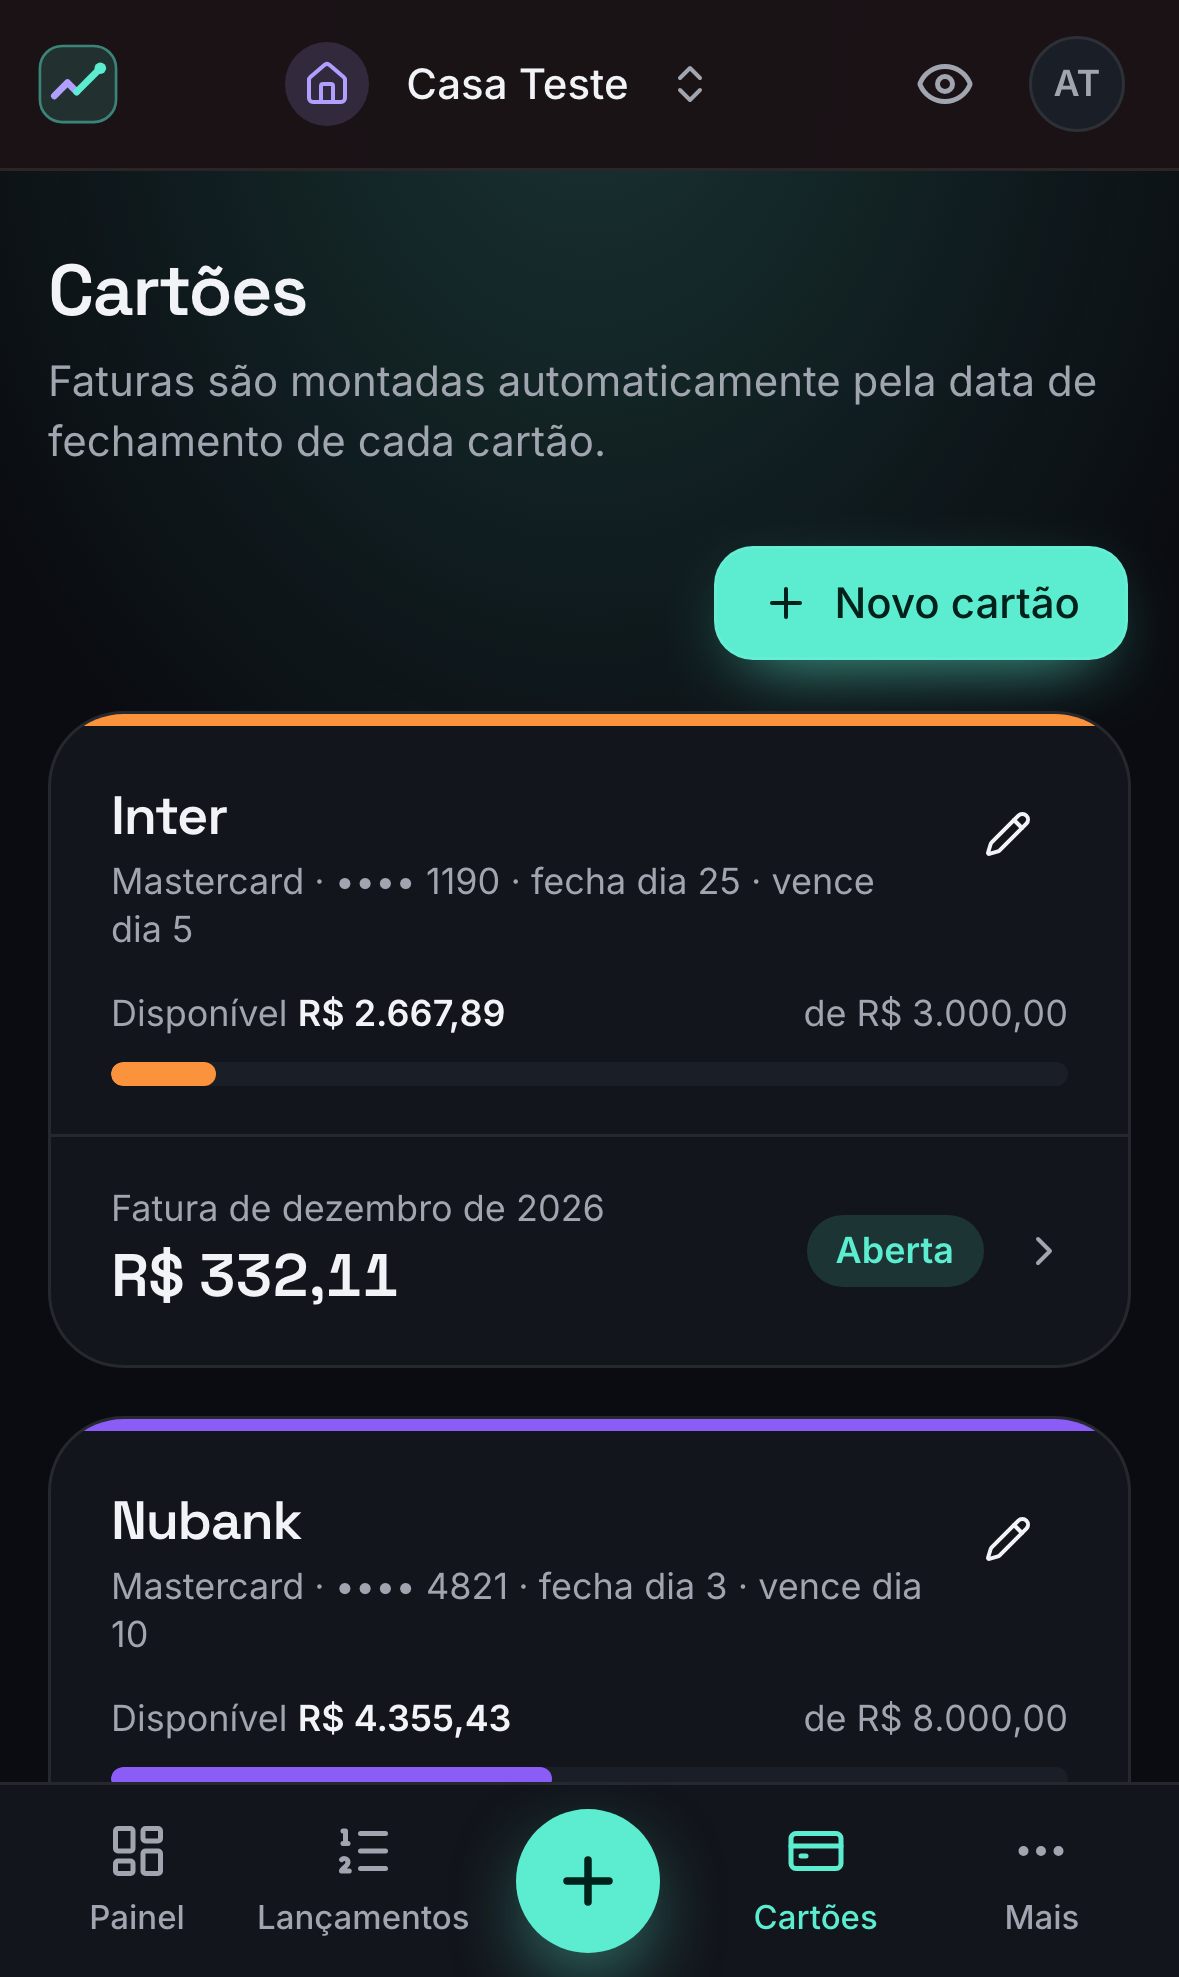 Casa Teste
AT
Cartões
Faturas são montadas automaticamente pela data de
fechamento de cada cartão.
Novo cartão
Inter
Mastercard · •••• 1190 · fecha dia 25 · vence
dia 5
Disponível R$ 2.667,89
de R$ 3.000,00
Fatura de dezembro de 2026
R$ 332,11
Aberta
Nubank
Mastercard · •••• 4821 · fecha dia 3 · vence dia
10
Disponível R$ 4.355,43
de R$ 8.000,00
Painel
Lançamentos
Cartões
Mais